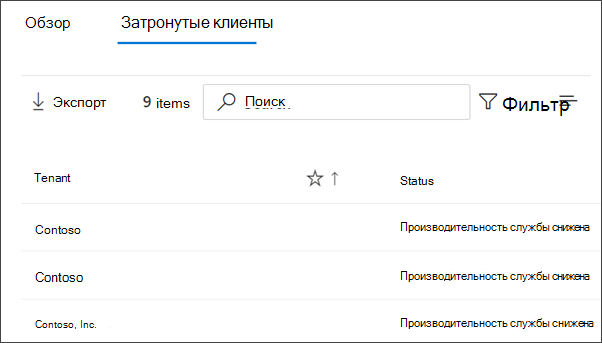 Обзор Затронутые клиенты
Экспорт 9 items Поиск Фильтр
Tenant Status
Contoso Производительность службы снижена
Contoso Производительность службы снижена
Contoso, Inc. Производительность службы снижена